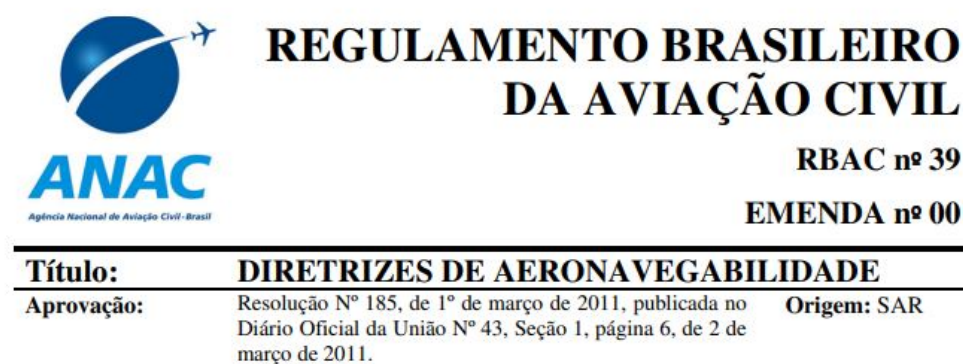 REGULAMENTO BRASILEIRO
DA AVIAÇÃO CIVIL
ANAC
Agência Nacional de Aviação Civil - Brasil
RBAC nº 39
EMENDA nº 00
Título: DIRETRIZES DE AERONAVEGABILIDADE
Aprovação: Resolução Nº 185, de 1º de março de 2011, publicada no Origem: SAR
Diário Oficial da União Nº 43, Seção 1, página 6, de 2 de
março de 2011.